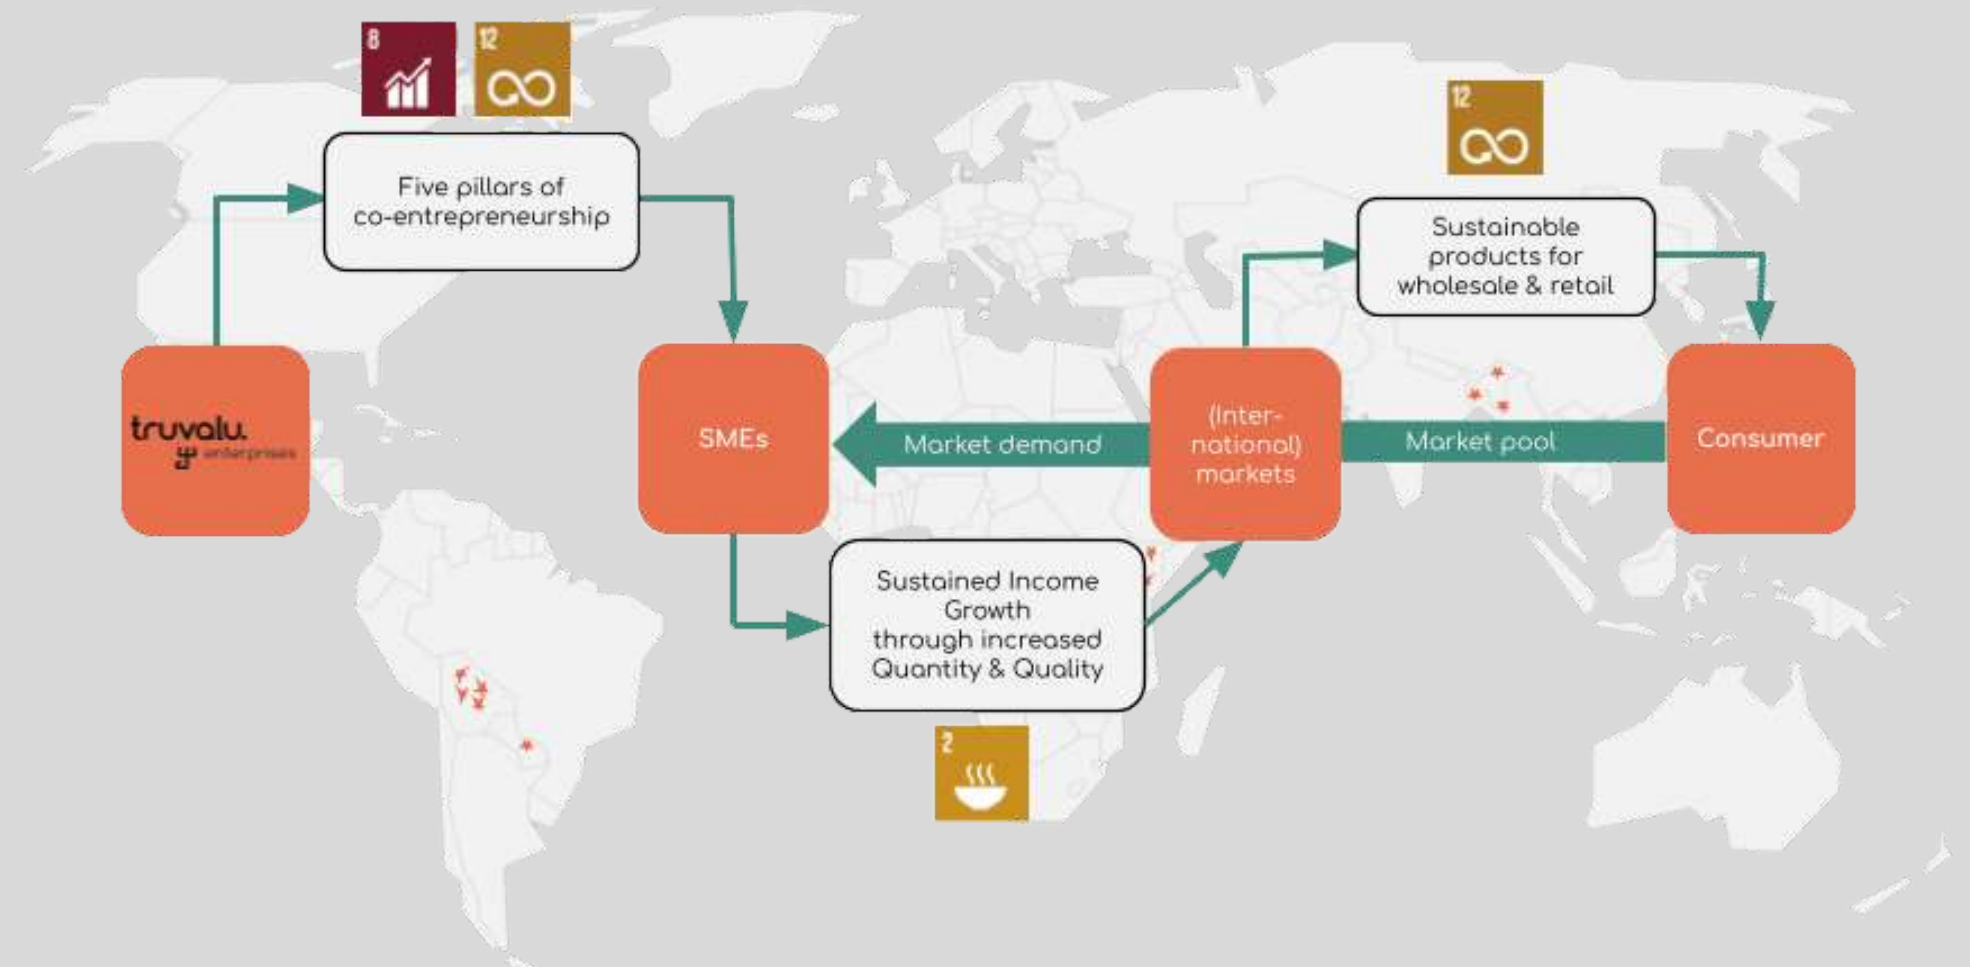 8
12
Five pillars of
co-entrepreneurship
12
Sustainable
products for
wholesale & retail
truvalu.
enterprises
SMEs
Market demand
(Inter-
national)
markets
Market pool
Consumer
Sustained Income
Growth
through increased
Quantity & Quality
2